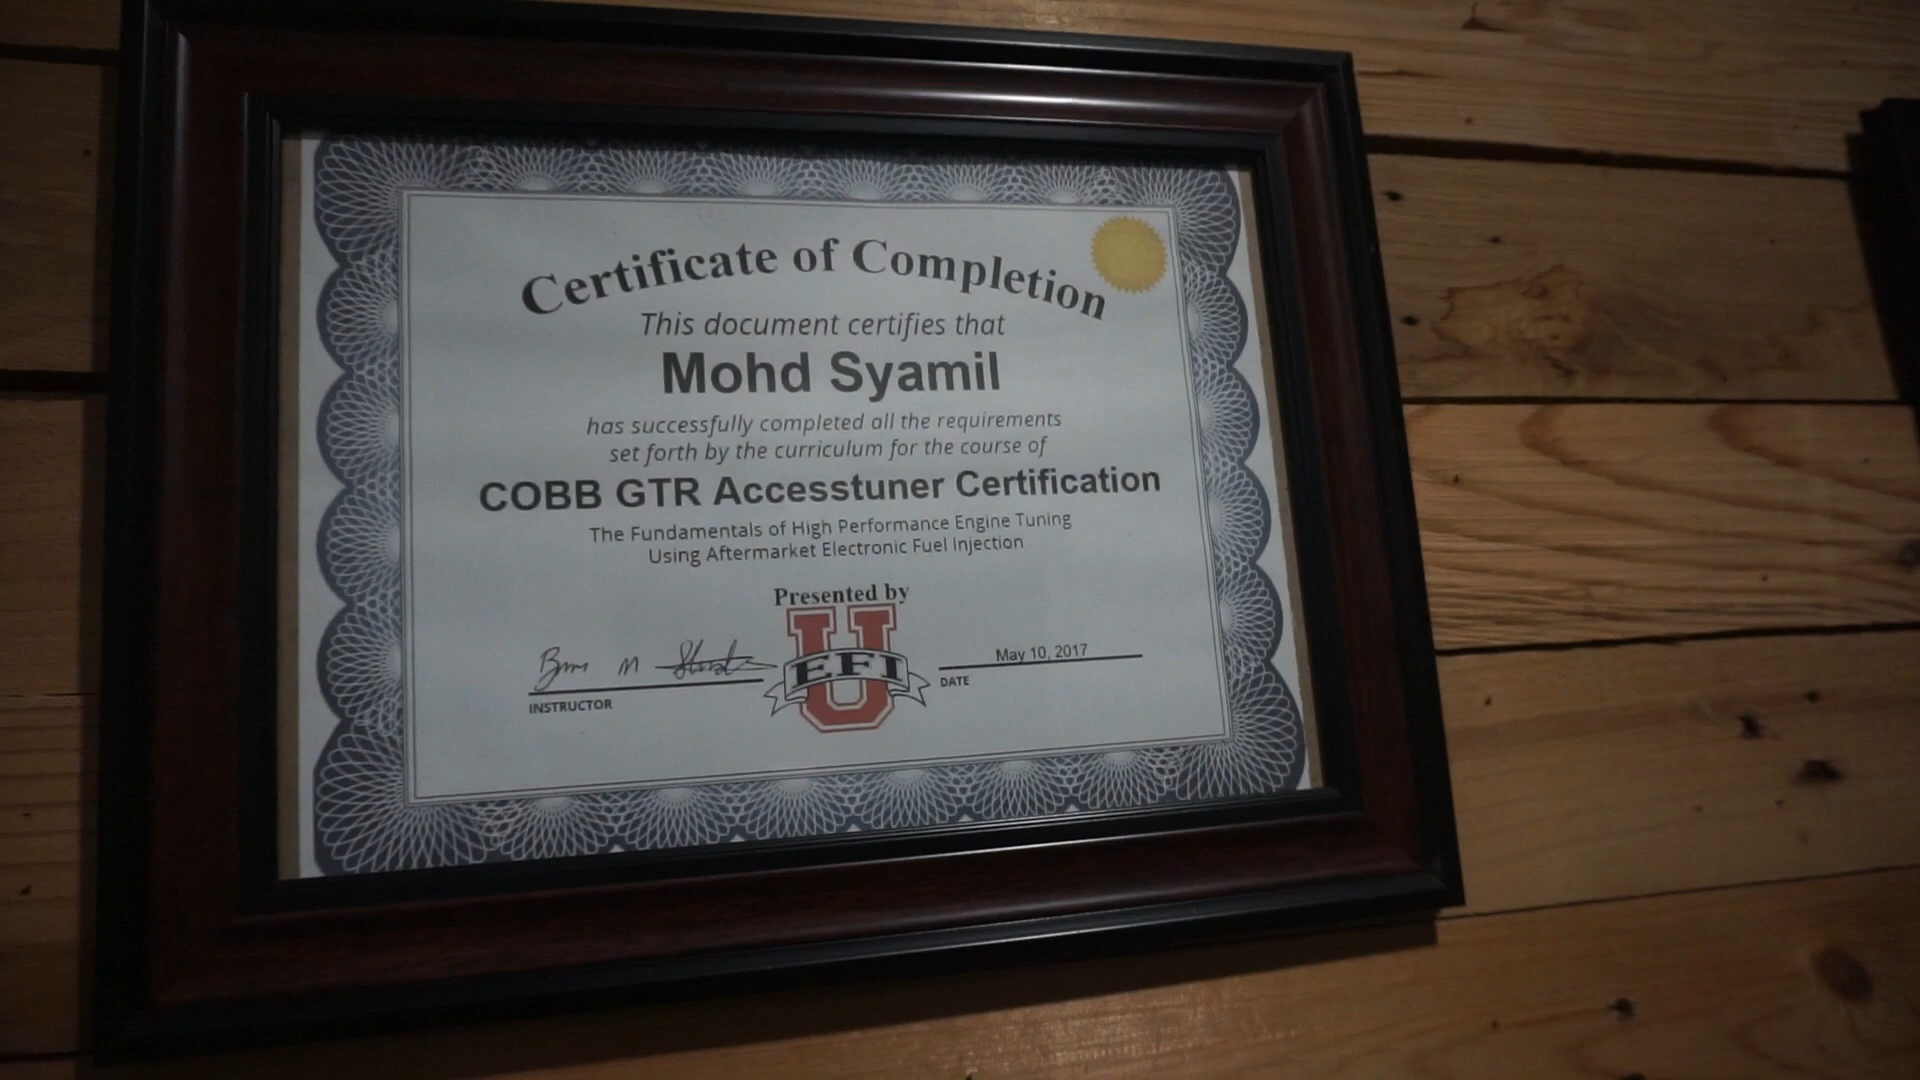 Certificate of Completion
This document certifies that
Mohd Syamil
has successfully completed all the requirements
set forth by the curriculum for the course of
COBB GTR Accesstuner Certification
The Fundamentals of High Performance Engine Tuning
Using Aftermarket Electronic Fuel Injection
Presented by
U
EFI
May 10, 2017
INSTRUCTOR
DATE